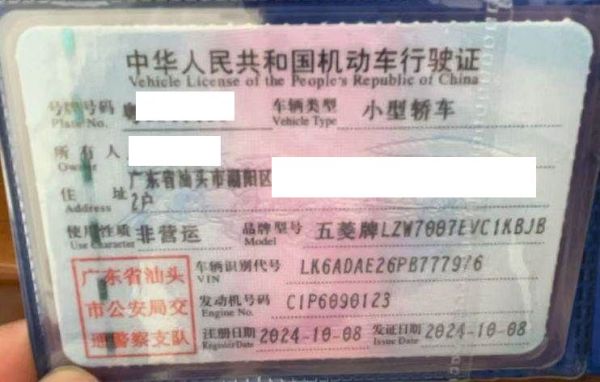 中华人民共和国机动车行驶证
Vehicle License of the People's Republic of China
号牌号码 车辆类型 小型轿车
Plate No. Vehicle Type
所有人
Owner
广东省汕头市潮阳区
住址 2户
Address
使用性质 非营运 品牌型号 五菱牌LZW7007EVC1KBJB
Use Character Model
广东省汕头 车辆识别代号 LK6ADAE26PB777976
VIN
市公安局交 发动机号码 C1P6090123
Engine No.
警察支队 注册日期 2024-10-08 发证日期 2024-10-08
Register Date Issue Date